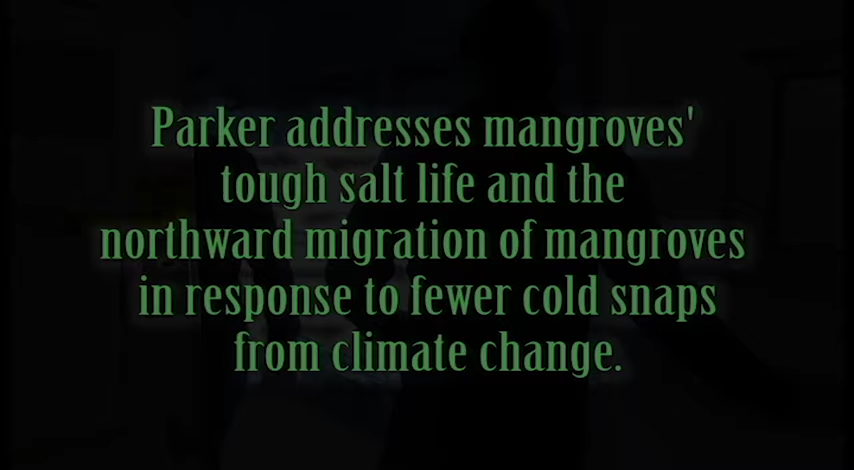 Parker addresses mangroves'
tough salt life and the
northward migration of mangroves
in response to fewer cold snaps
from climate change.